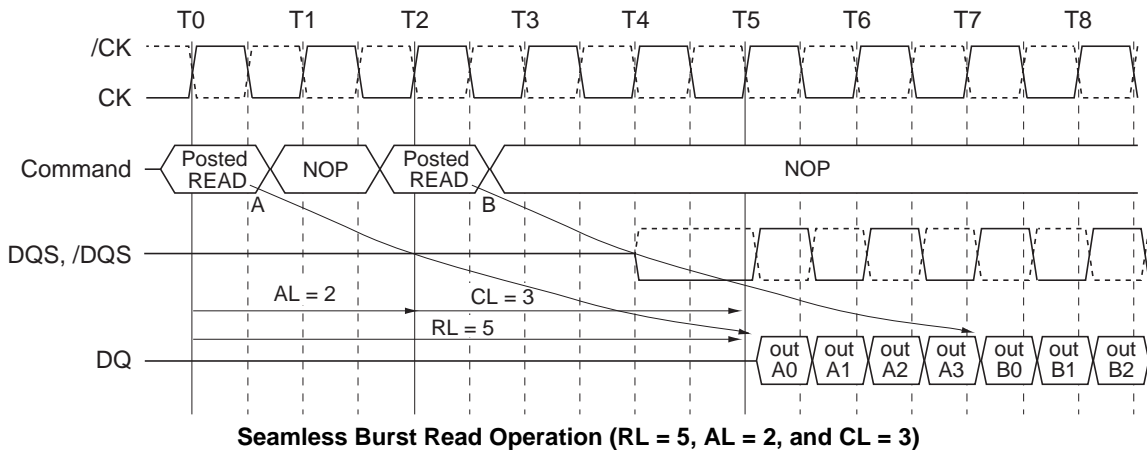 T0 T1 T2 T3 T4 T5 T6 T7 T8
/CK
CK
Command
Posted READ
NOP
Posted READ
NOP
A
B
DQS, /DQS
AL = 2
CL = 3
RL = 5
DQ
out A0
out A1
out A2
out A3
out B0
out B1
out B2
Seamless Burst Read Operation (RL = 5, AL = 2, and CL = 3)